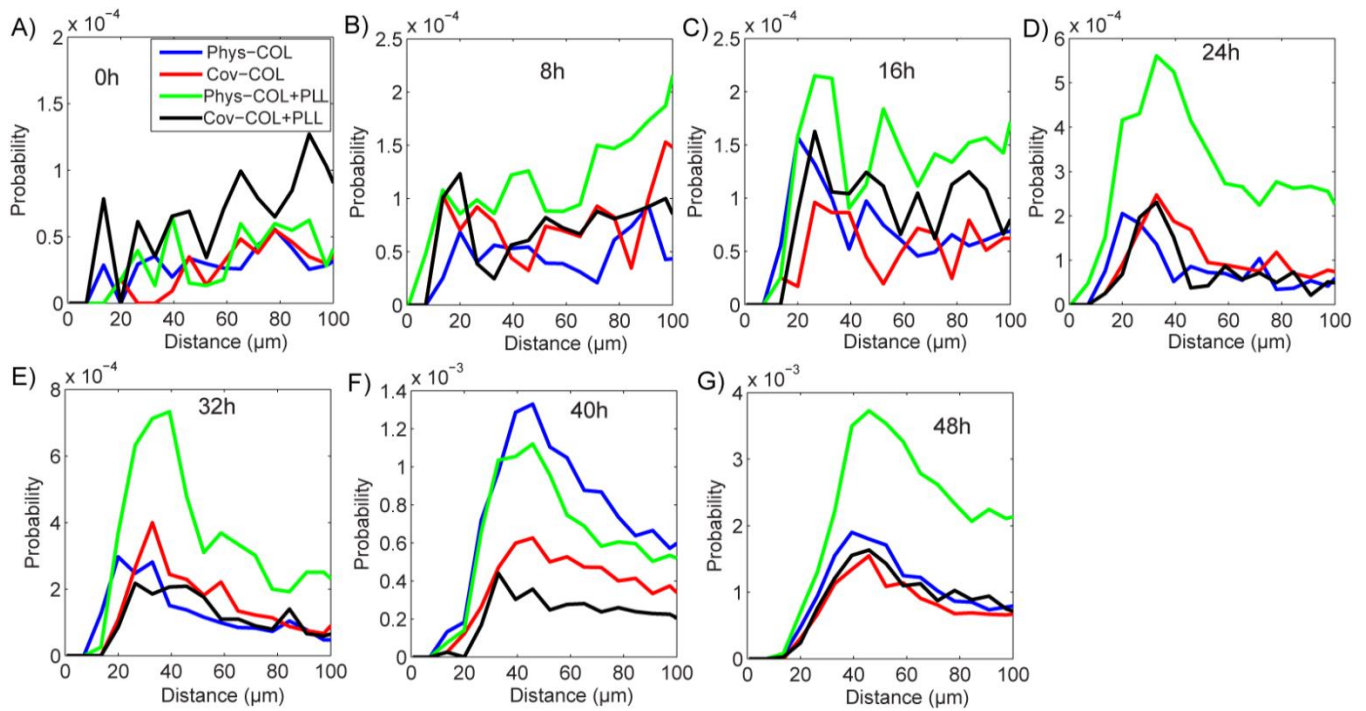 A)
x 10⁻⁴
2
1.5
1
0.5
0
Probability
0h
Phys-COL
Cov-COL
Phys-COL+PLL
Cov-COL+PLL
0 20 40 60 80 100
Distance (μm)
B)
x 10⁻⁴
2.5
2
1.5
1
0.5
0
Probability
8h
0 20 40 60 80 100
Distance (μm)
C)
x 10⁻⁴
2.5
2
1.5
1
0.5
0
Probability
16h
0 20 40 60 80 100
Distance (μm)
D)
x 10⁻⁴
6
5
4
3
2
1
0
Probability
24h
0 20 40 60 80 100
Distance (μm)
E)
x 10⁻⁴
8
6
4
2
0
Probability
32h
0 20 40 60 80 100
Distance (μm)
F)
x 10⁻³
1.4
1.2
1
0.8
0.6
0.4
0.2
0
Probability
40h
0 20 40 60 80 100
Distance (μm)
G)
x 10⁻³
4
3
2
1
0
Probability
48h
0 20 40 60 80 100
Distance (μm)